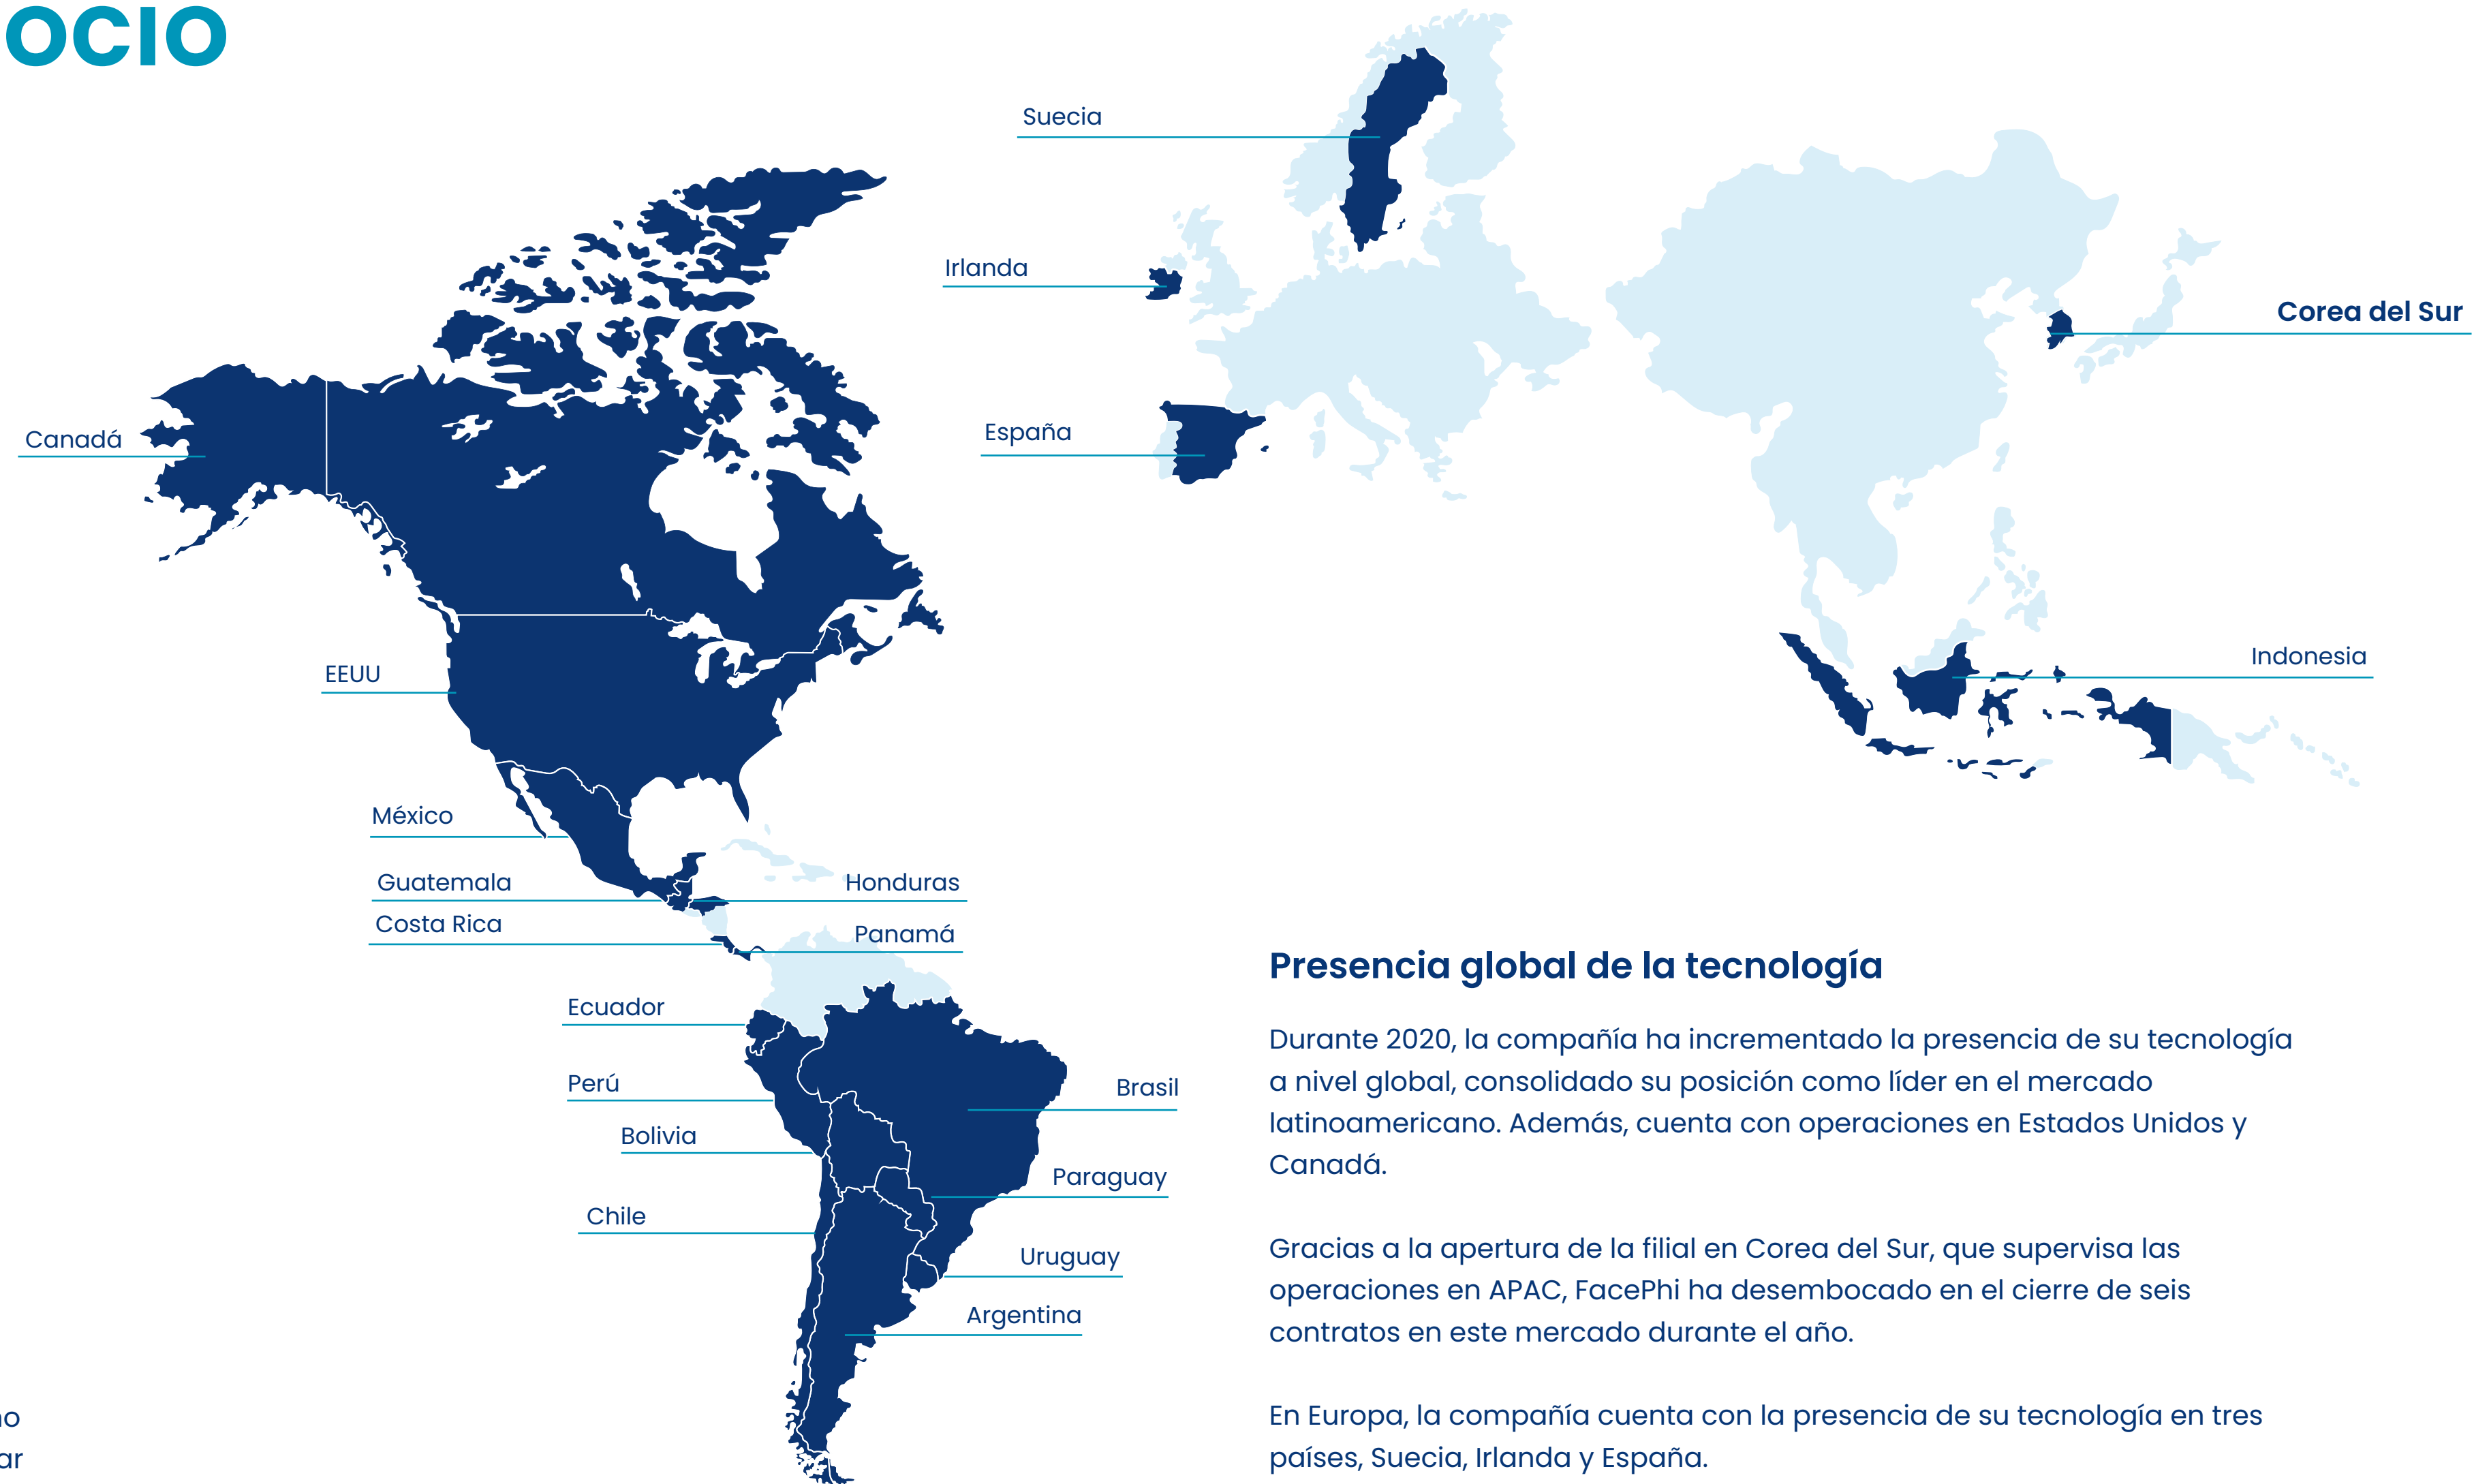 OCIO
Suecia
Irlanda
España
Corea del Sur
Indonesia
Canadá
EEUU
México
Guatemala
Honduras
Costa Rica
Panamá
Ecuador
Perú
Brasil
Bolivia
Paraguay
Chile
Uruguay
Argentina
Presencia global de la tecnología
Durante 2020, la compañía ha incrementado la presencia de su tecnología
a nivel global, consolidado su posición como líder en el mercado
latinoamericano. Además, cuenta con operaciones en Estados Unidos y
Canadá.
Gracias a la apertura de la filial en Corea del Sur, que supervisa las
operaciones en APAC, FacePhi ha desembocado en el cierre de seis
contratos en este mercado durante el año.
En Europa, la compañía cuenta con la presencia de su tecnología en tres
países, Suecia, Irlanda y España.
ar